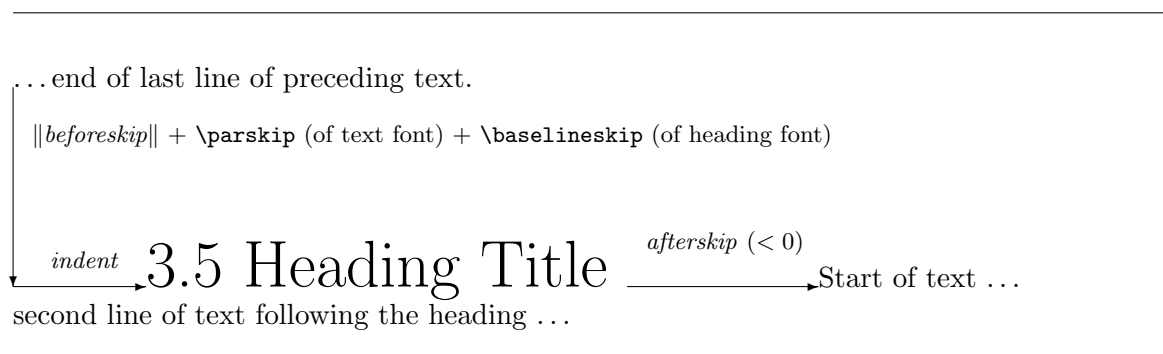 ...end of last line of preceding text.
‖beforeskip‖ + \parskip (of text font) + \baselineskip (of heading font)
indent 3.5 Heading Title afterskip (< 0) Start of text ...
second line of text following the heading ...